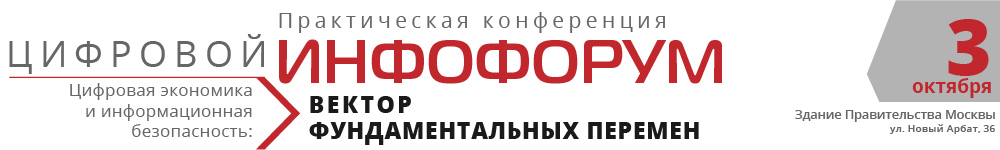 Практическая конференция
ЦИФРОВОЙ ИНФОФОРУМ
Цифровая экономика
и информационная
безопасность:
ВЕКТОР
ФУНДАМЕНТАЛЬНЫХ ПЕРЕМЕН
3
октября
Здание Правительства Москвы
ул. Новый Арбат, 36